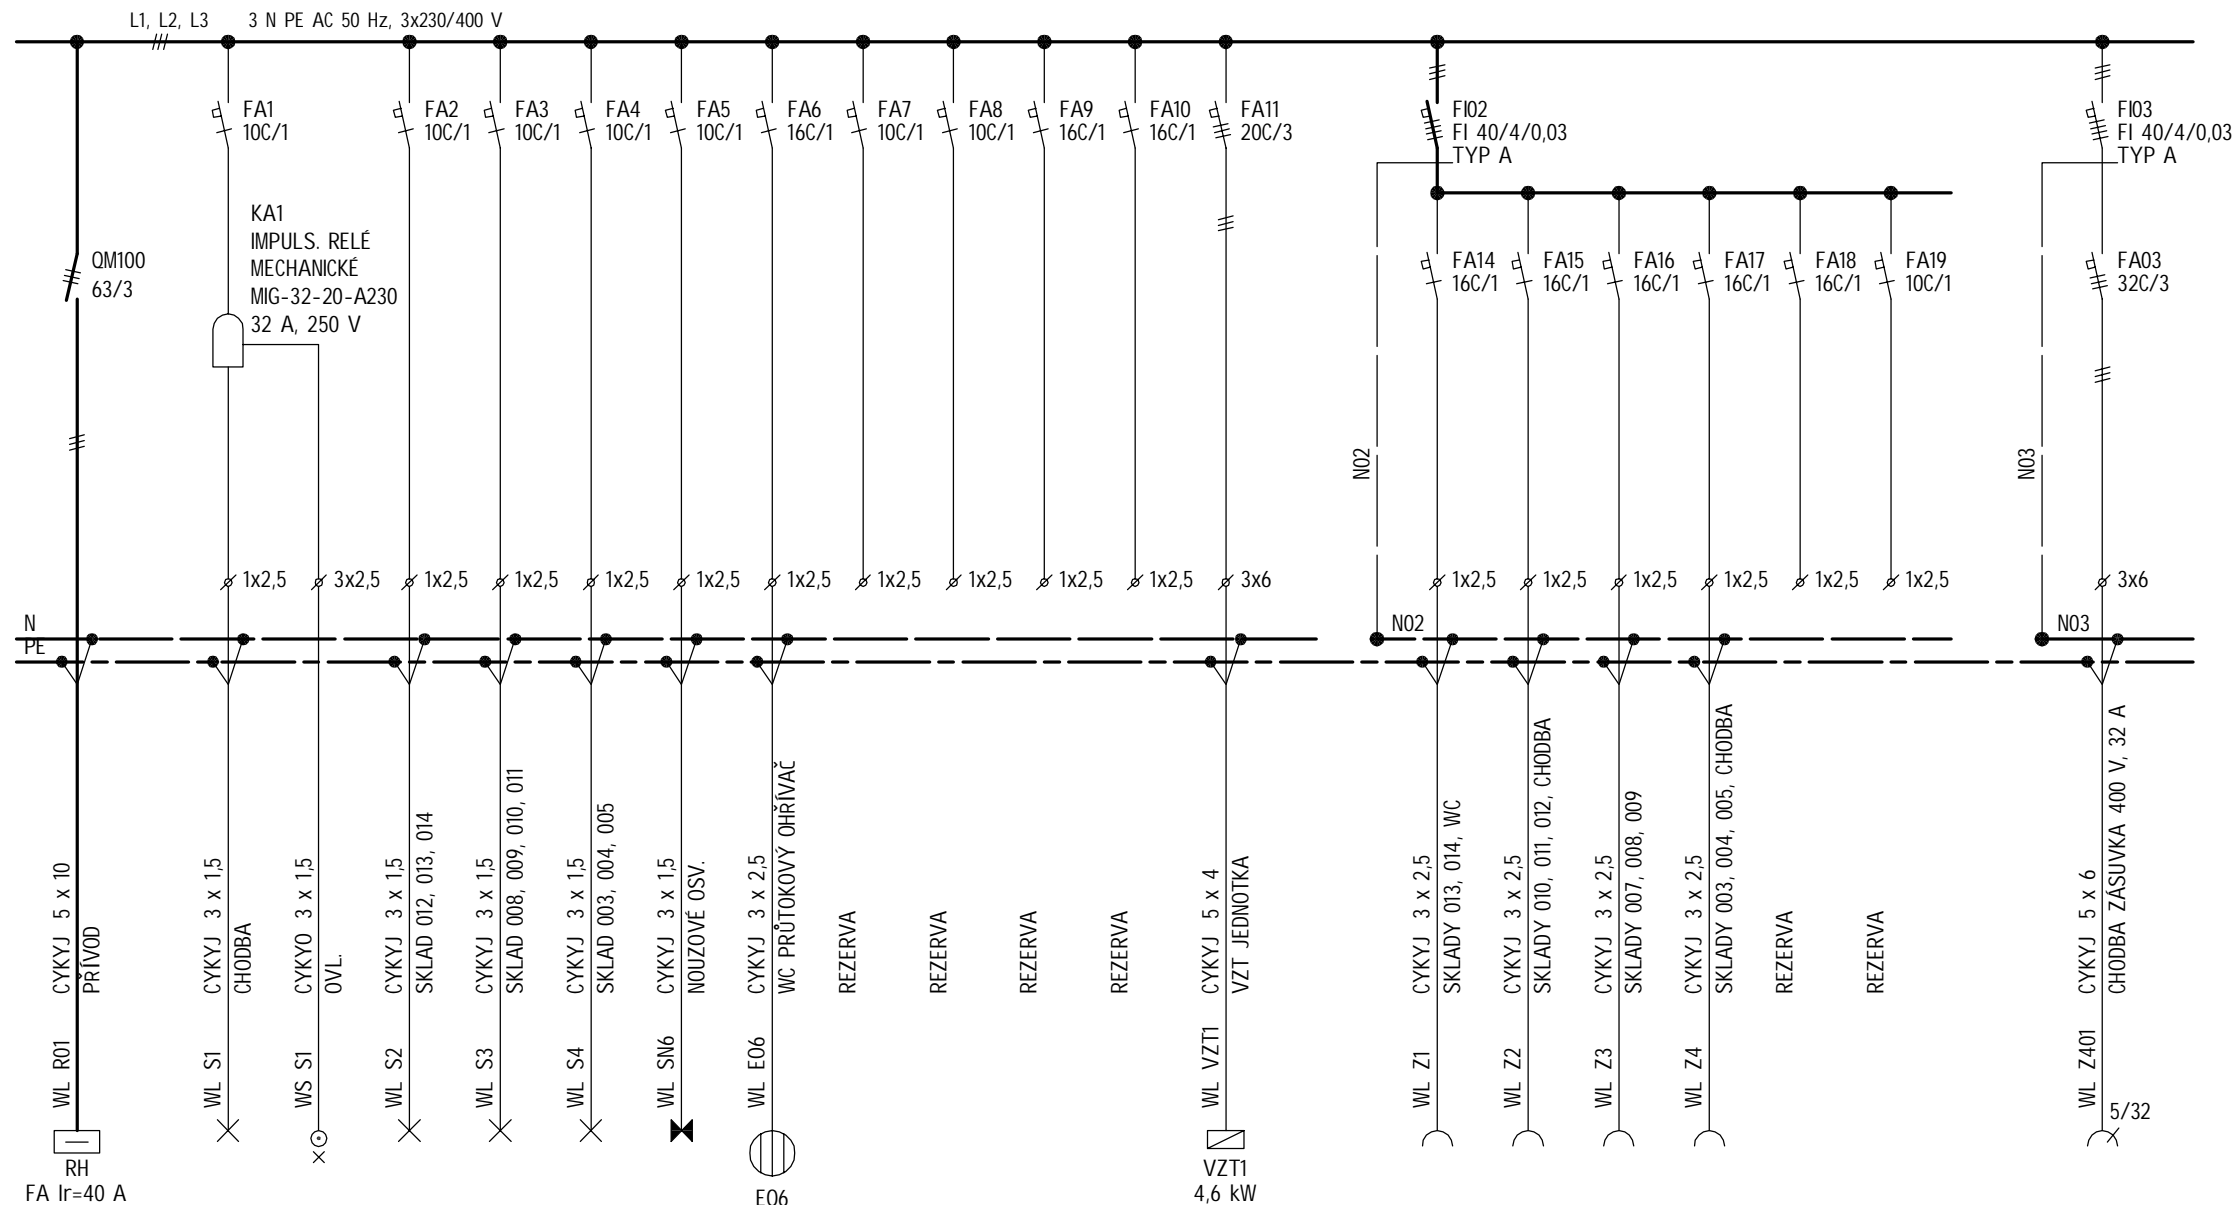 L1, L2, L3
3 N PE AC 50 Hz, 3x230/400 V
FA1
10C/1
FA2
10C/1
FA3
10C/1
FA4
10C/1
FA5
10C/1
FA6
16C/1
FA7
10C/1
FA8
10C/1
FA9
16C/1
FA10
16C/1
FA11
20C/3
FI02
FI 40/4/0,03
TYP A
FI03
FI 40/4/0,03
TYP A
KA1
IMPULS. RELÉ
MECHANICKÉ
MIG-32-20-A230
32 A, 250 V
QM100
63/3
FA14
16C/1
FA15
16C/1
FA16
16C/1
FA17
16C/1
FA18
16C/1
FA19
10C/1
FA03
32C/3
N02
N03
1x2,5
3x2,5
1x2,5
1x2,5
1x2,5
1x2,5
1x2,5
1x2,5
1x2,5
1x2,5
1x2,5
3x6
1x2,5
1x2,5
1x2,5
1x2,5
1x2,5
1x2,5
3x6
N
PE
N02
N03
WL R01 CYKYJ 5 x 10
PŘÍVOD
WL S1 CYKYJ 3 x 1,5
CHODBA
WS S1 CYKYO 3 x 1,5
OVL.
WL S2 CYKYJ 3 x 1,5
SKLAD 012, 013, 014
WL S3 CYKYJ 3 x 1,5
SKLAD 008, 009, 010, 011
WL S4 CYKYJ 3 x 1,5
SKLAD 003, 004, 005
WL SN6 CYKYJ 3 x 1,5
NOUZOVÉ OSV.
WL E06 CYKYJ 3 x 2,5
WC PRŮTOKOVÝ OHŘÍVAČ
REZERVA
REZERVA
REZERVA
REZERVA
WL VZT1 CYKYJ 5 x 4
VZT JEDNOTKA
WL Z1 CYKYJ 3 x 2,5
SKLADY 013, 014, WC
WL Z2 CYKYJ 3 x 2,5
SKLADY 010, 011, 012, CHODBA
WL Z3 CYKYJ 3 x 2,5
SKLADY 007, 008, 009
WL Z4 CYKYJ 3 x 2,5
SKLADY 003, 004, 005, CHODBA
REZERVA
REZERVA
WL Z401 CYKYJ 5 x 6
CHODBA ZÁSUVKA 400 V, 32 A
5/32
RH
FA Ir=40 A
E06
VZT1
4,6 kW